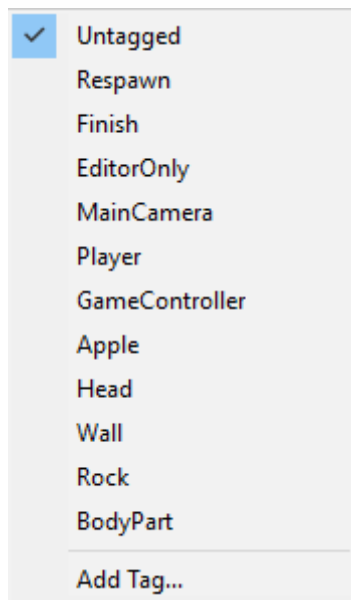 Untagged
Respawn
Finish
EditorOnly
MainCamera
Player
GameController
Apple
Head
Wall
Rock
BodyPart
Add Tag...